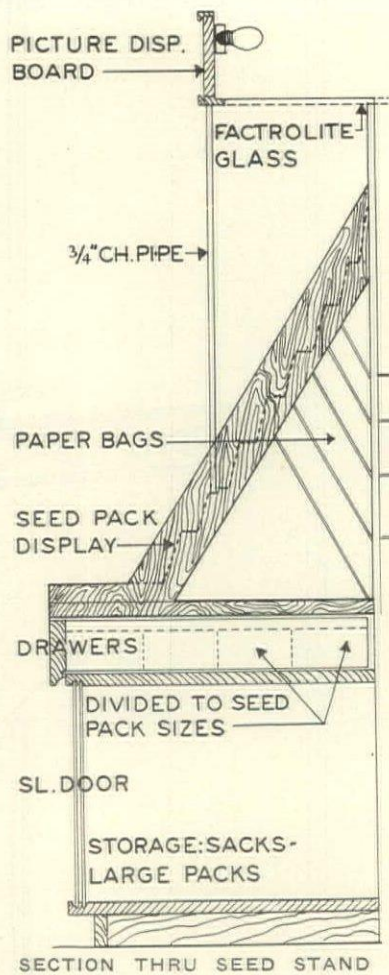 PICTURE DISP.
BOARD
FACTROLITE
GLASS
3/4" CH. PIPE
PAPER BAGS
SEED PACK
DISPLAY
DRAWERS
DIVIDED TO SEED
PACK SIZES
SL. DOOR
STORAGE: SACKS-
LARGE PACKS
SECTION THRU SEED STAND